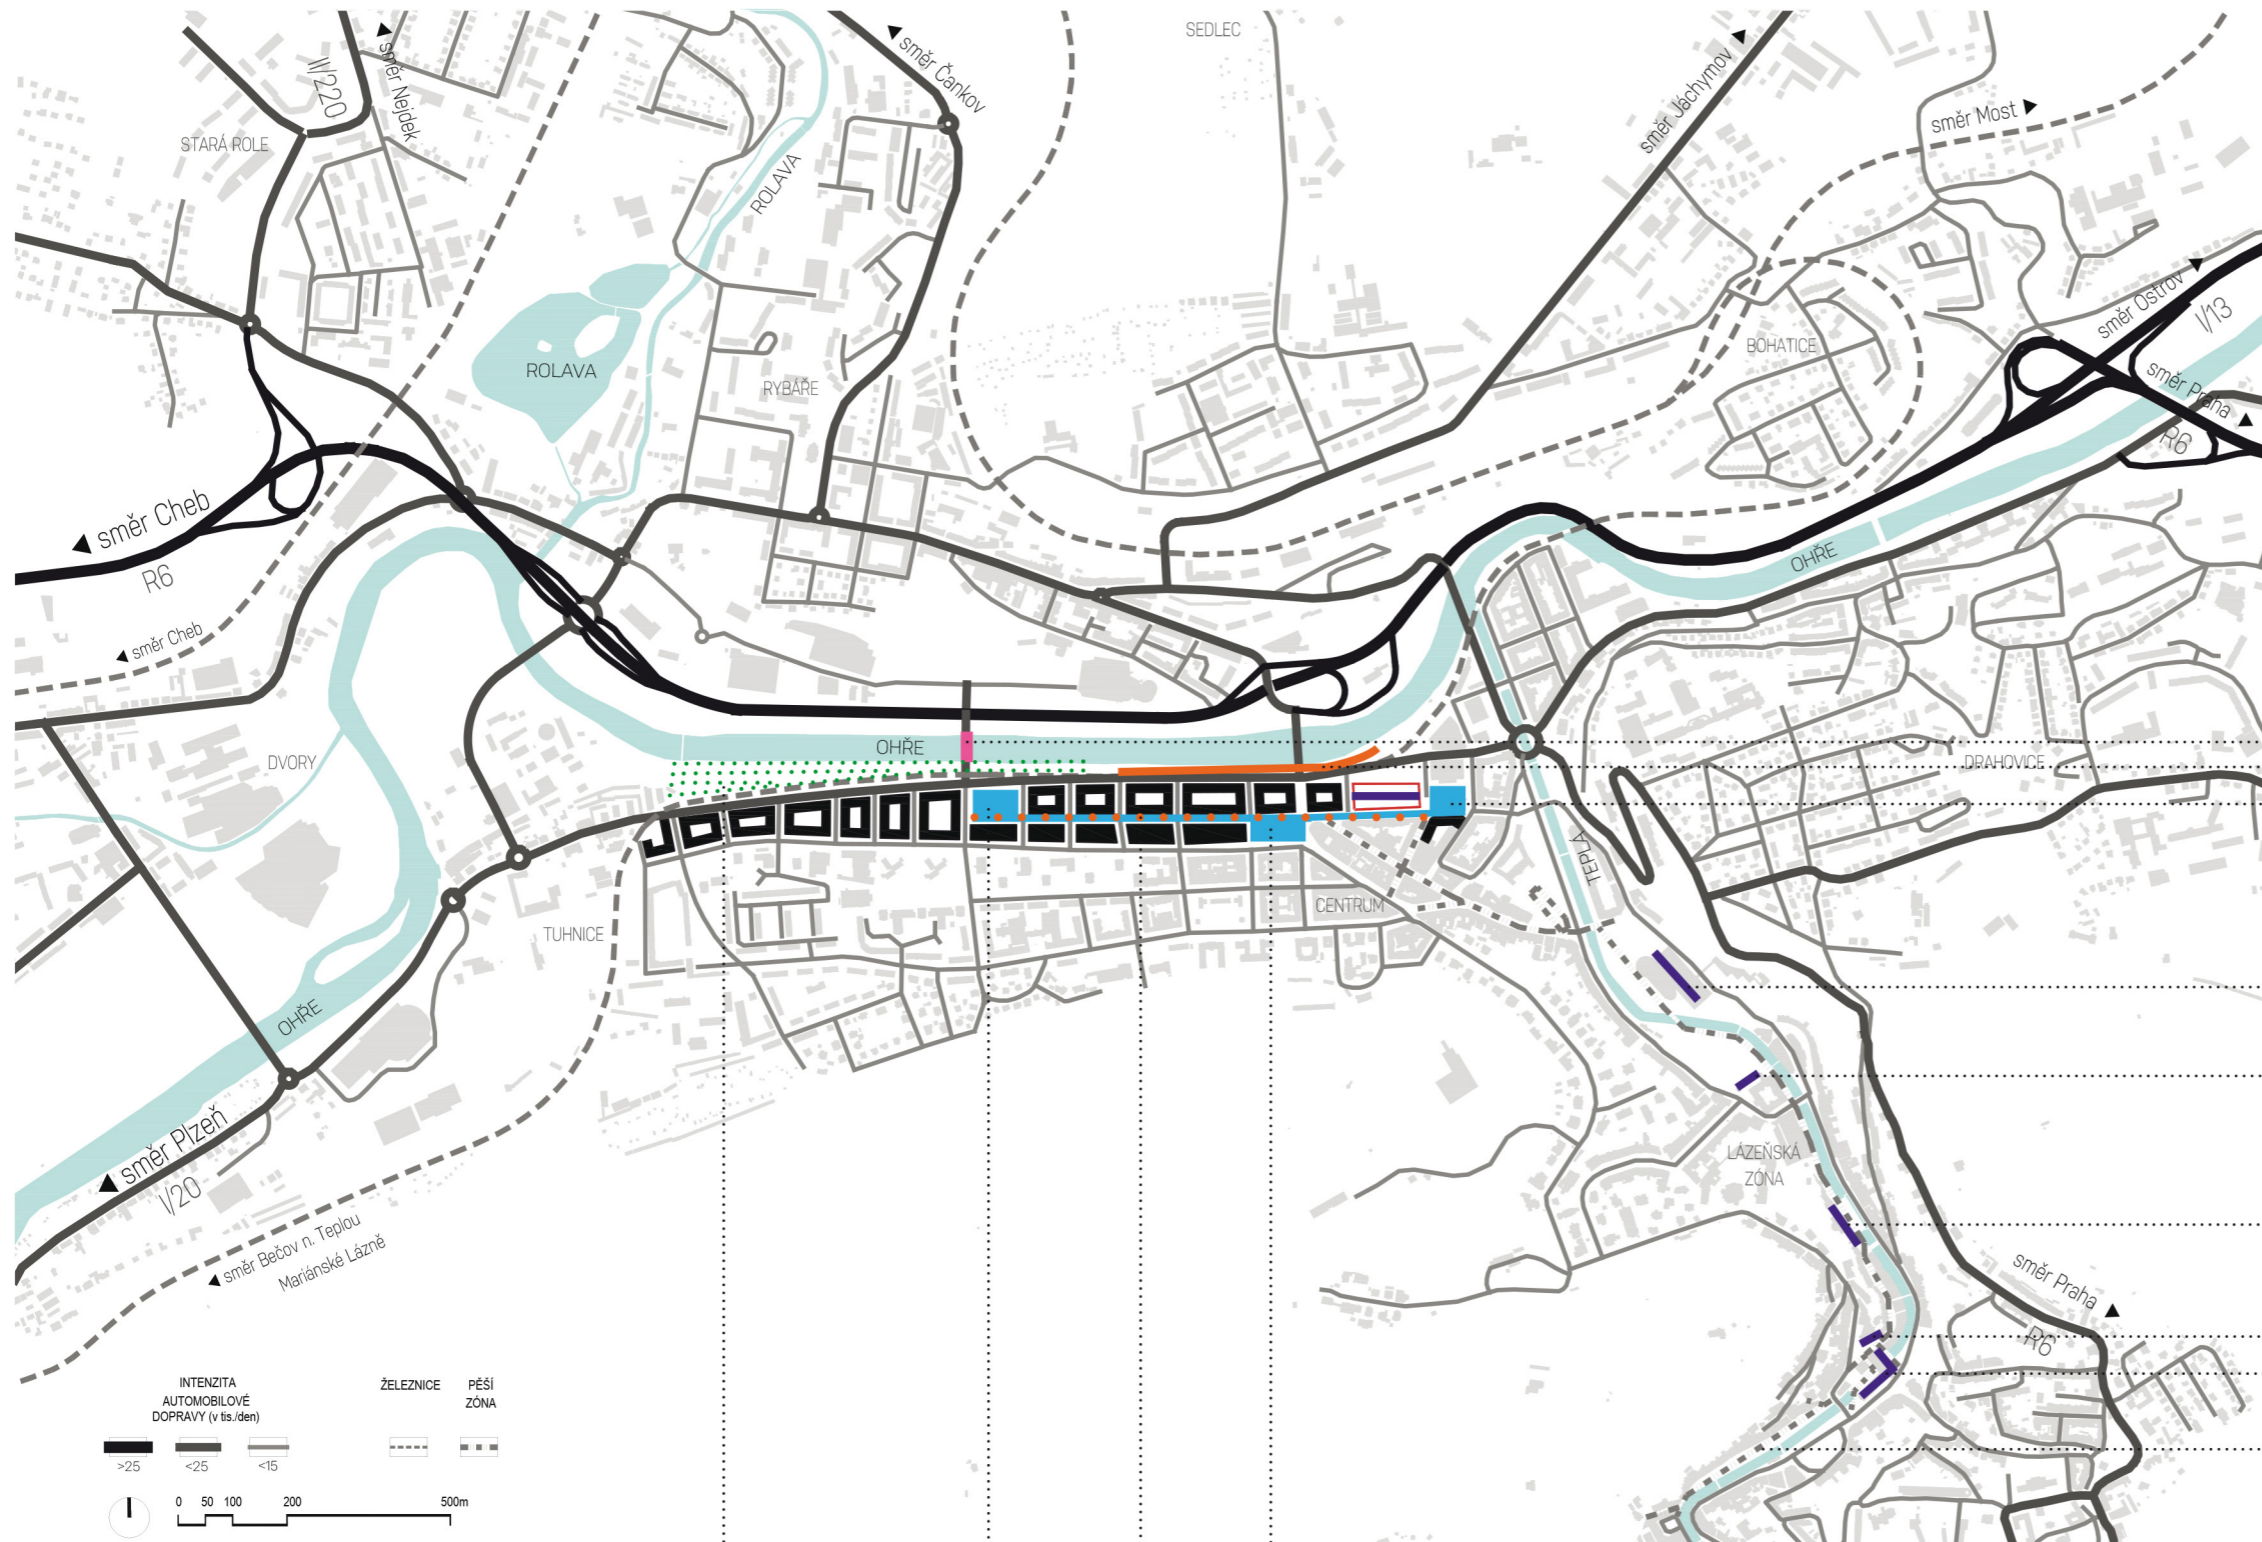 SEDLEC
▲ směr Čankov
▲ směr Nejdek
II/220
STARÁ ROLE
směr Jáchymov ▲
směr Most ▶
ROLAVA
směr Ostrov ▲
I/13
BOHATICE
ROLAVA
RYBÁŘE
směr Praha ▲
R6
◀ směr Cheb
R6
OHŘE
◀ směr Cheb
OHŘE
DVORY
DRAHOVICE
TEPLÁ
CENTRUM
TUHNICE
OHŘE
▲ směr Plzeň
I/20
LÁZEŇSKÁ
ZÓNA
◀ směr Bečov n. Teplou
Mariánské Lázně
směr Praha ▲
R6
INTENZITA
AUTOMOBILOVÉ
DOPRAVY (v tis./den)
ŽELEZNICE
PĚŠÍ
ZÓNA
>25 <25 <15
0 50 100 200 500m